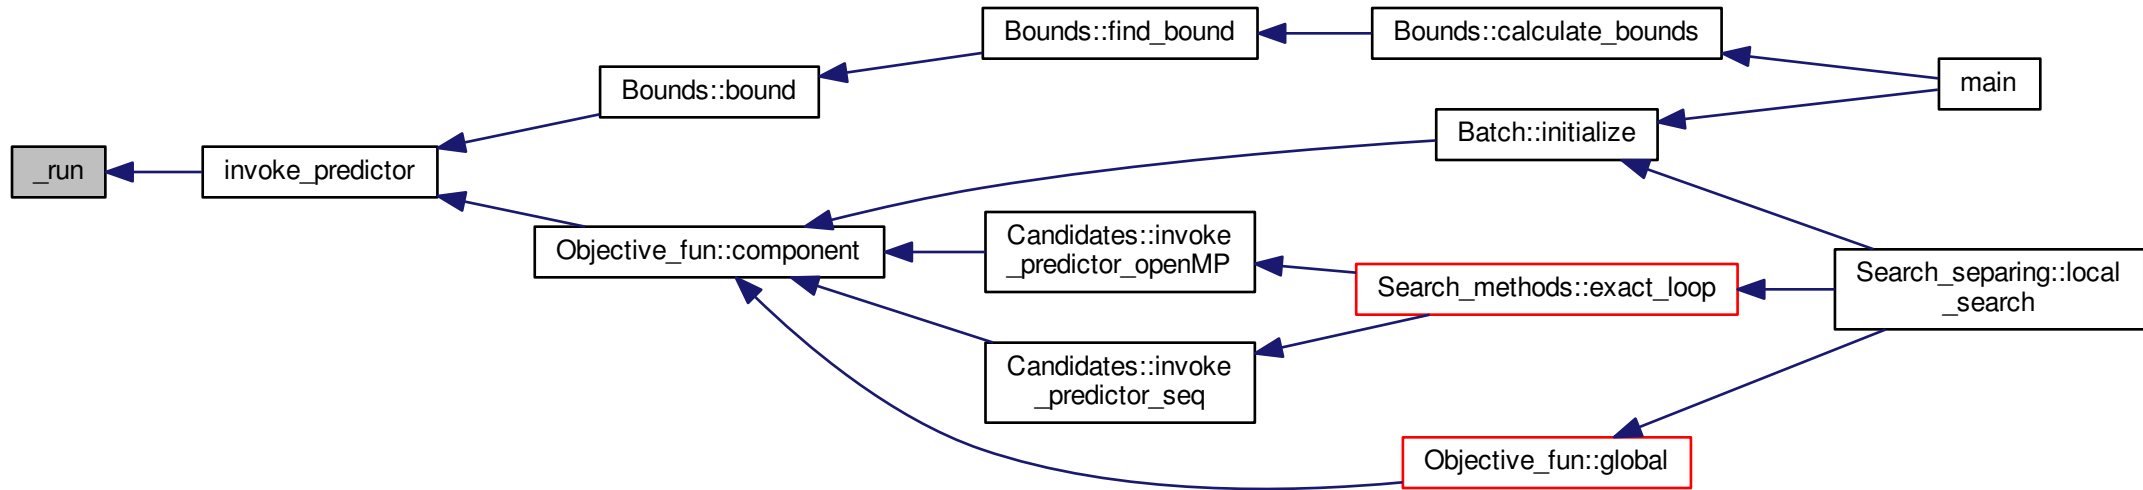 _run
invoke_predictor
Bounds::bound
Bounds::find_bound
Bounds::calculate_bounds
main
Objective_fun::component
Batch::initialize
Search_separing::local
_search
Candidates::invoke
_predictor_openMP
Search_methods::exact_loop
Candidates::invoke
_predictor_seq
Objective_fun::global